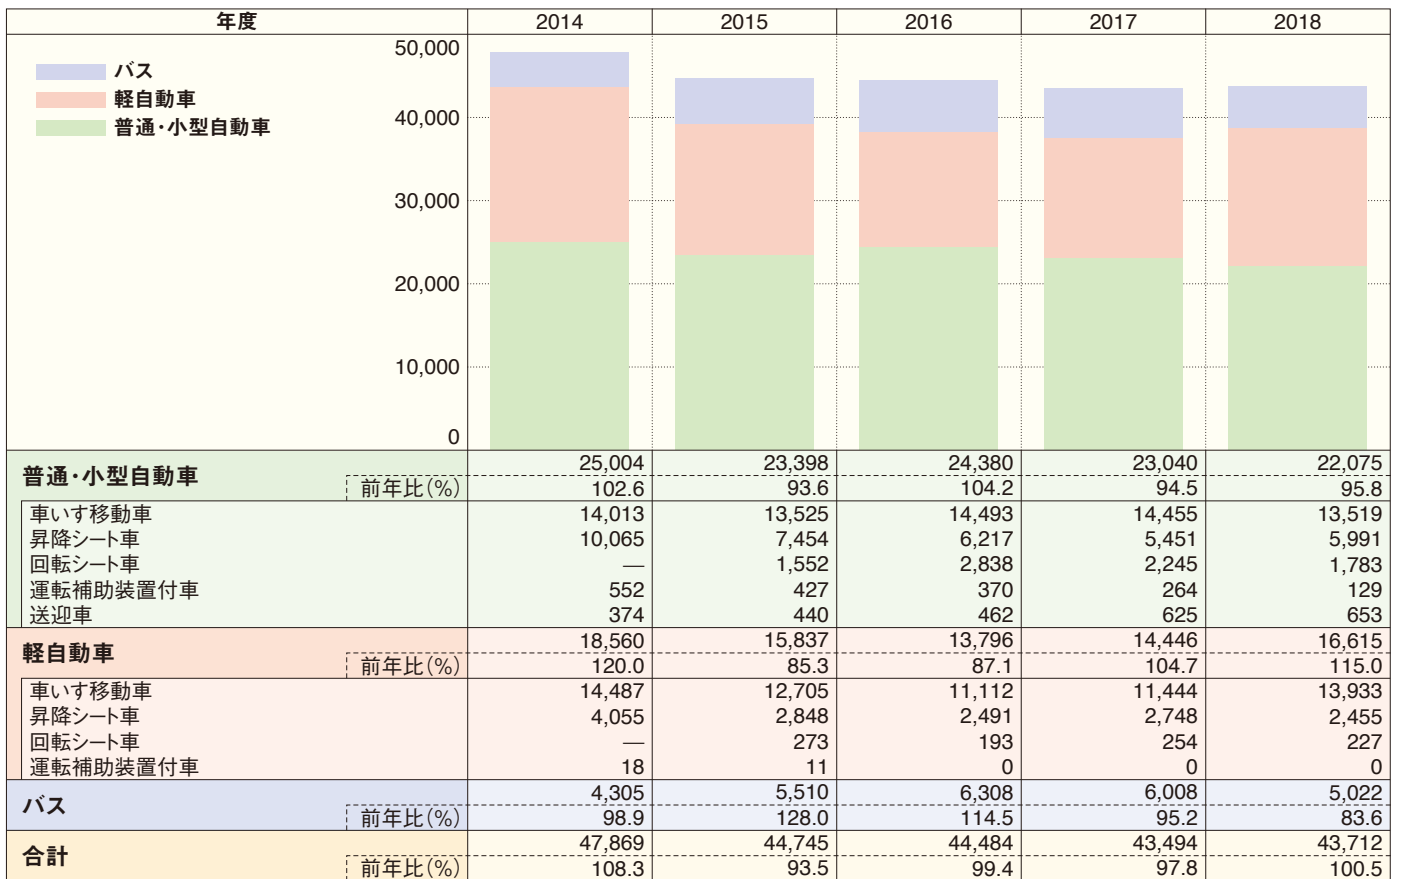 年度 2014 2015 2016 2017 2018
50,000
バス
軽自動車
普通・小型自動車
40,000
30,000
20,000
10,000
0
普通・小型自動車 25,004 23,398 24,380 23,040 22,075
前年比(%) 102.6 93.6 104.2 94.5 95.8
車いす移動車 14,013 13,525 14,493 14,455 13,519
昇降シート車 10,065 7,454 6,217 5,451 5,991
回転シート車 — 1,552 2,838 2,245 1,783
運転補助装置付車 552 427 370 264 129
送迎車 374 440 462 625 653
軽自動車 18,560 15,837 13,796 14,446 16,615
前年比(%) 120.0 85.3 87.1 104.7 115.0
車いす移動車 14,487 12,705 11,112 11,444 13,933
昇降シート車 4,055 2,848 2,491 2,748 2,455
回転シート車 — 273 193 254 227
運転補助装置付車 18 11 0 0 0
バス 4,305 5,510 6,308 6,008 5,022
前年比(%) 98.9 128.0 114.5 95.2 83.6
合計 47,869 44,745 44,484 43,494 43,712
前年比(%) 108.3 93.5 99.4 97.8 100.5